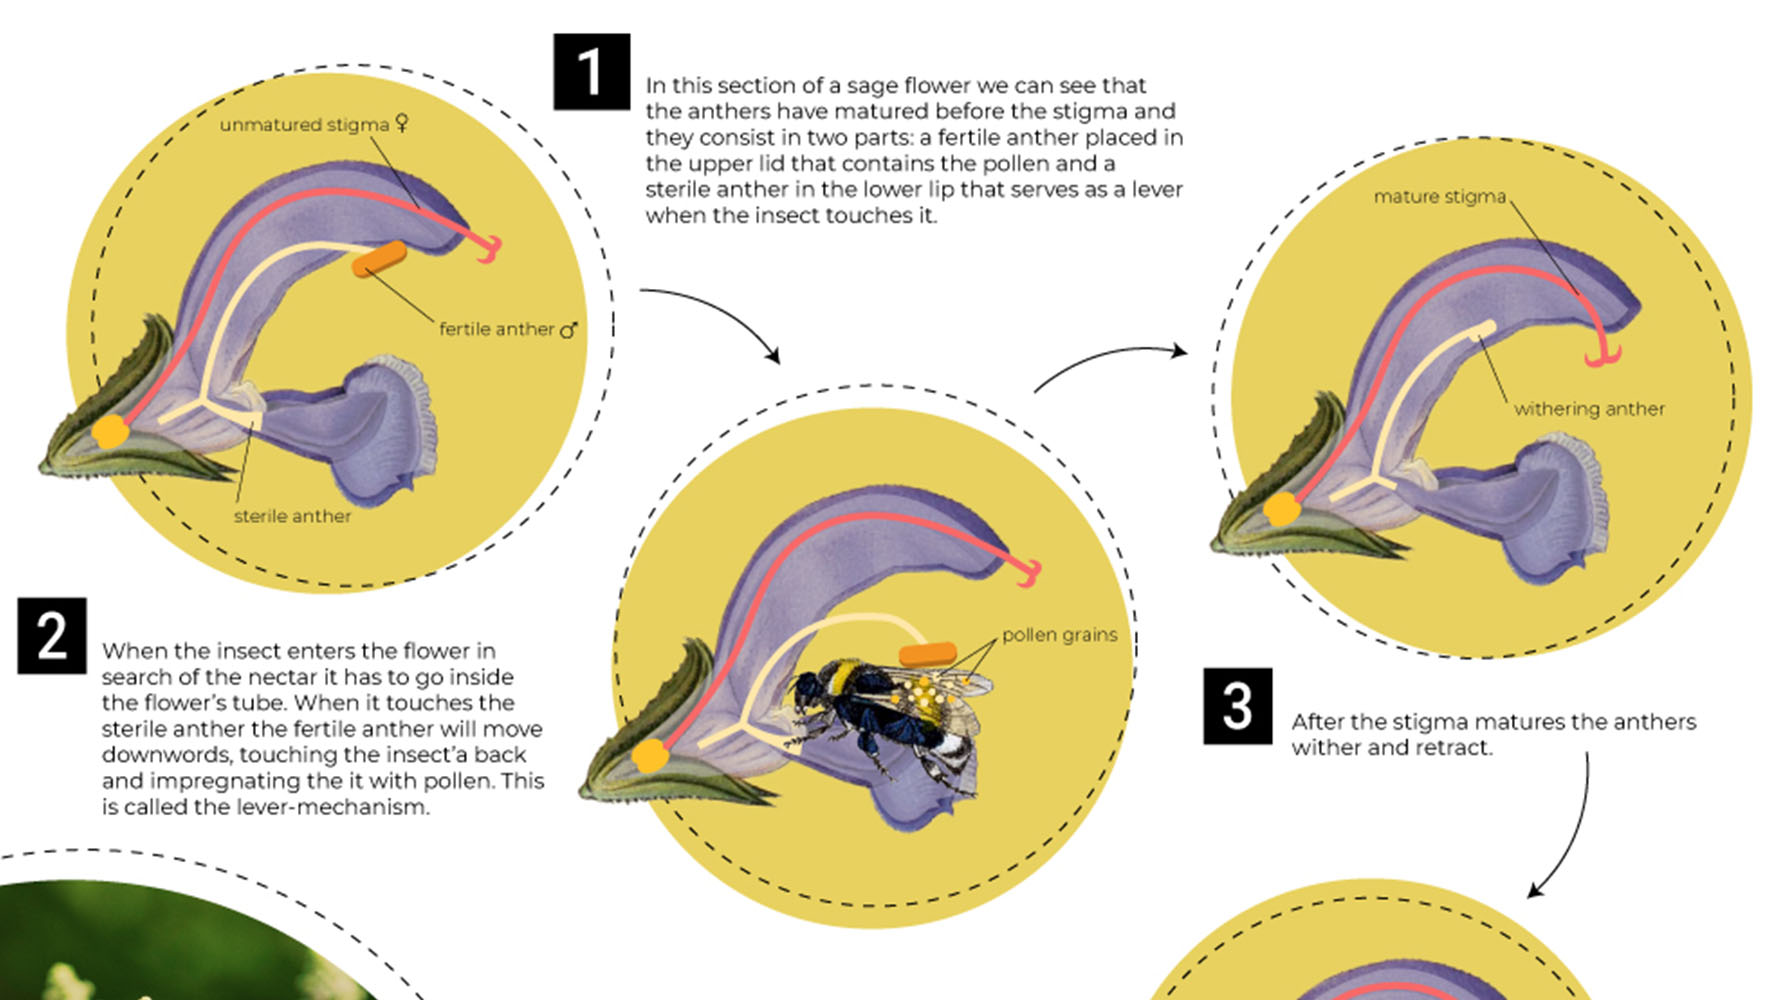 1
In this section of a sage flower we can see that
the anthers have matured before the stigma and
they consist in two parts: a fertile anther placed in
the upper lid that contains the pollen and a
sterile anther in the lower lip that serves as a lever
when the insect touches it.
unmatured stigma ♀
fertile anther ♂
sterile anther
2
When the insect enters the flower in
search of the nectar it has to go inside
the flower's tube. When it touches the
sterile anther the fertile anther will move
downwords, touching the insect'a back
and impregnating the it with pollen. This
is called the lever-mechanism.
pollen grains
mature stigma
withering anther
3
After the stigma matures the anthers
wither and retract.